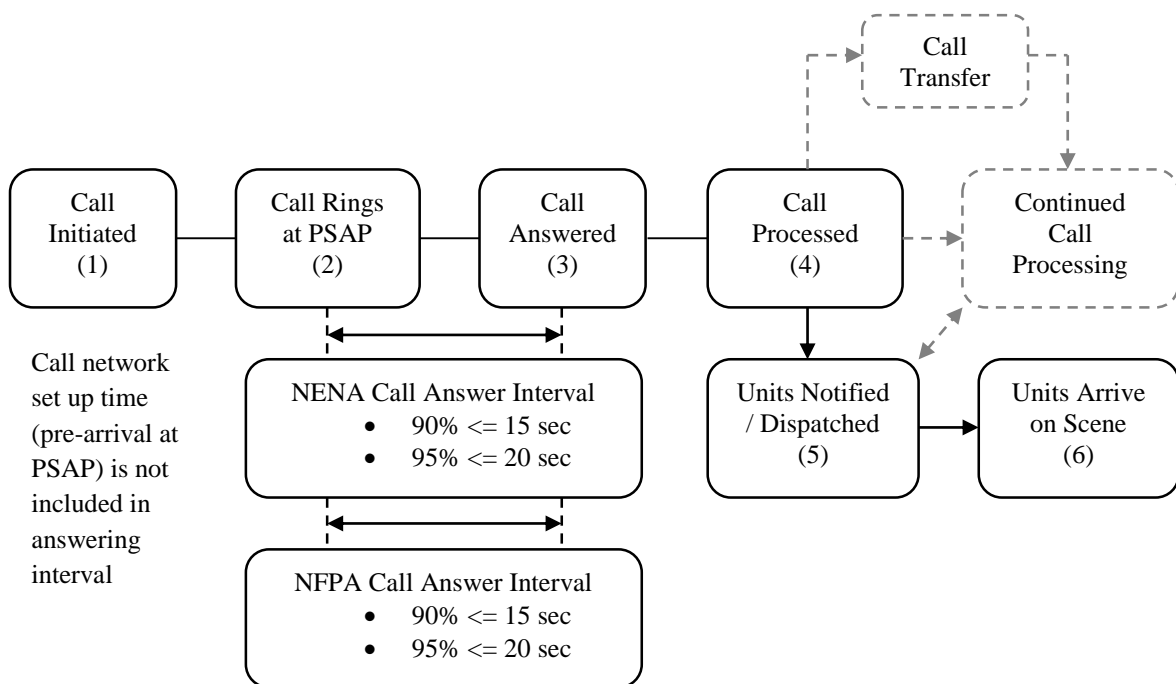 Call
Transfer
Call
Initiated
(1)
Call Rings
at PSAP
(2)
Call
Answered
(3)
Call
Processed
(4)
Continued
Call
Processing
Call network
set up time
(pre-arrival at
PSAP) is not
included in
answering
interval
NENA Call Answer Interval
• 90% <= 15 sec
• 95% <= 20 sec
Units Notified
/ Dispatched
(5)
Units Arrive
on Scene
(6)
NFPA Call Answer Interval
• 90% <= 15 sec
• 95% <= 20 sec